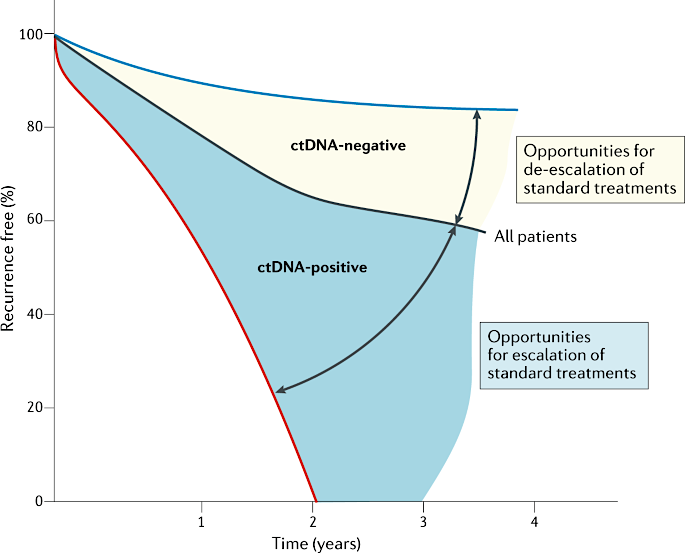 100
80
60
40
20
0
Recurrence free (%)
ctDNA-negative
ctDNA-positive
Opportunities for
de-escalation of
standard treatments
All patients
Opportunities
for escalation of
standard treatments
1
2
3
4
Time (years)